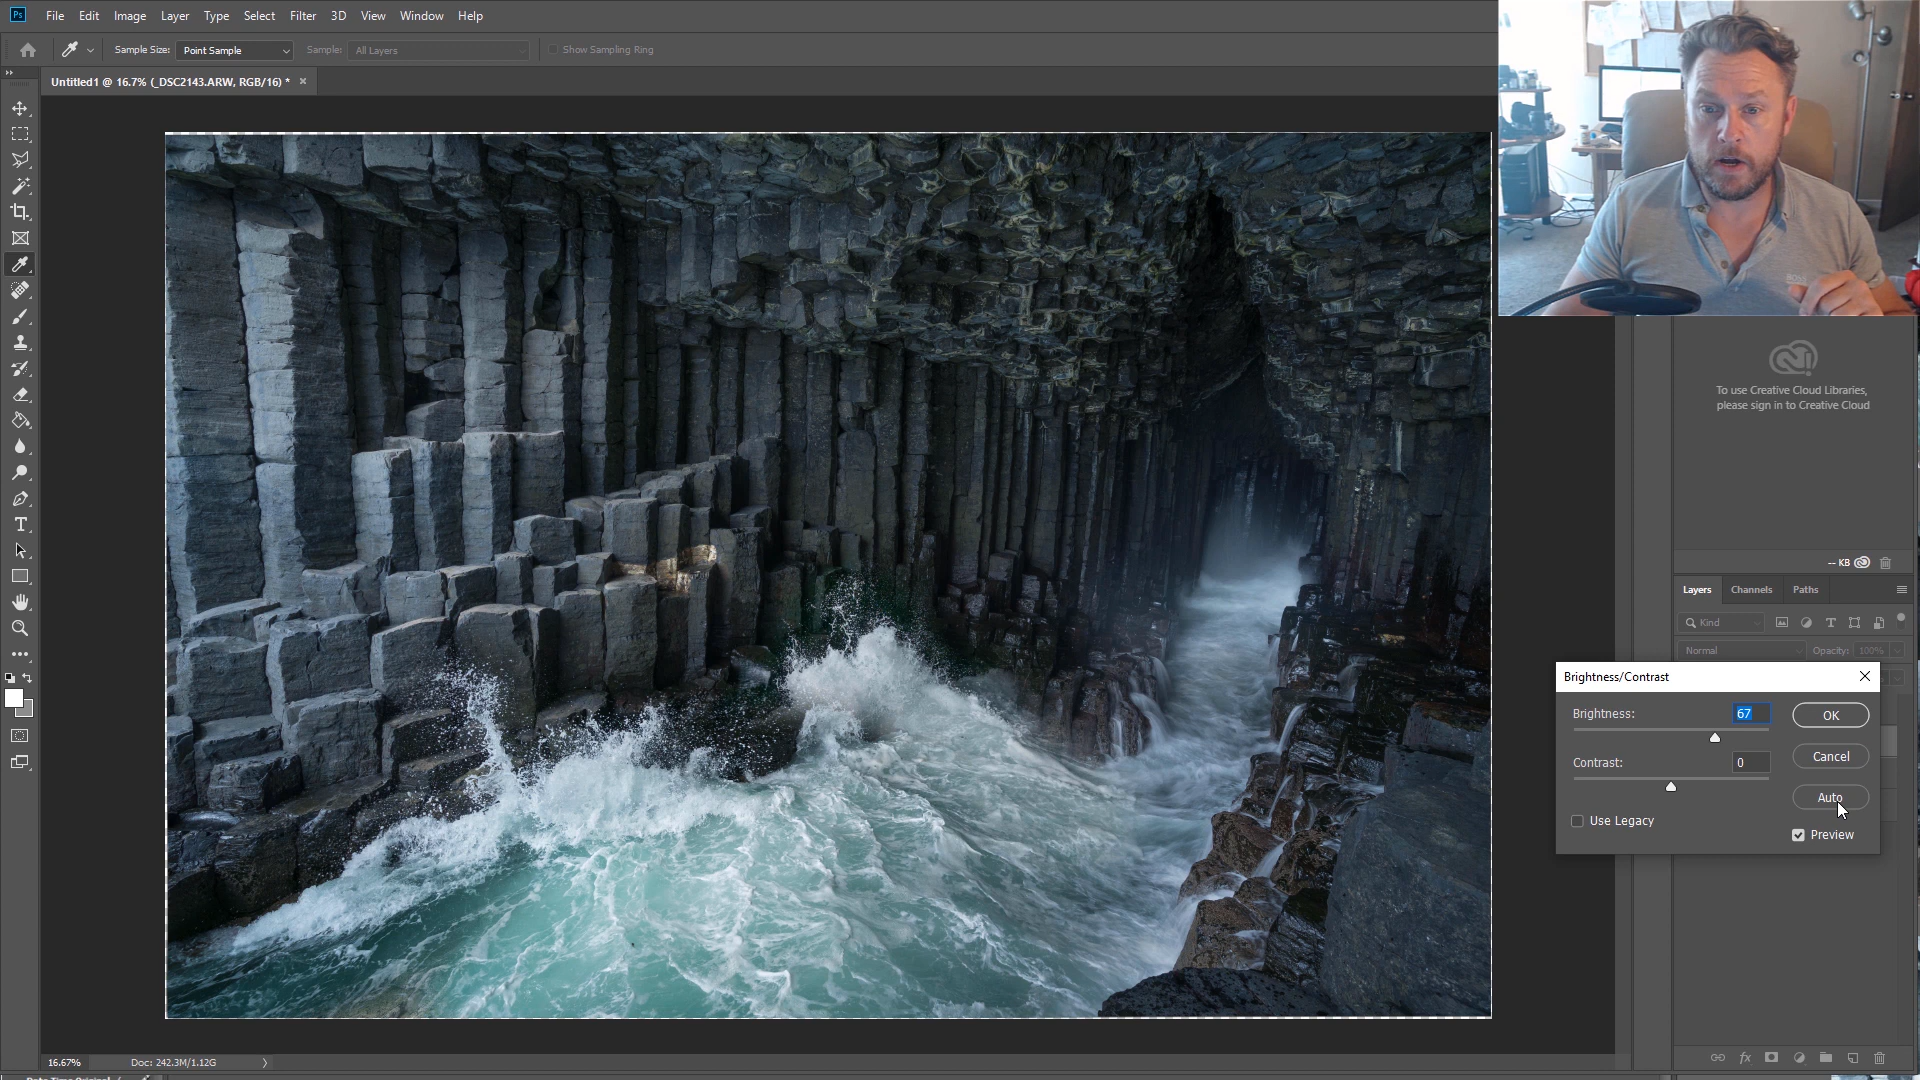 Ps File Edit Image Layer Type Select Filter 3D View Window Help
Sample Size: Point Sample Sample: All Layers Show Sampling Ring
Untitled1 @ 16.7% (_DSC2143.ARW, RGB/16) *
To use Creative Cloud Libraries,
please sign in to Creative Cloud
-- KB
Layers Channels Paths
Kind
Normal Opacity: 100%
Brightness/Contrast
Brightness: 67 OK
Cancel
Contrast: 0
Auto
Use Legacy
Preview
fx
16.67% Doc: 242.3M/1.12G